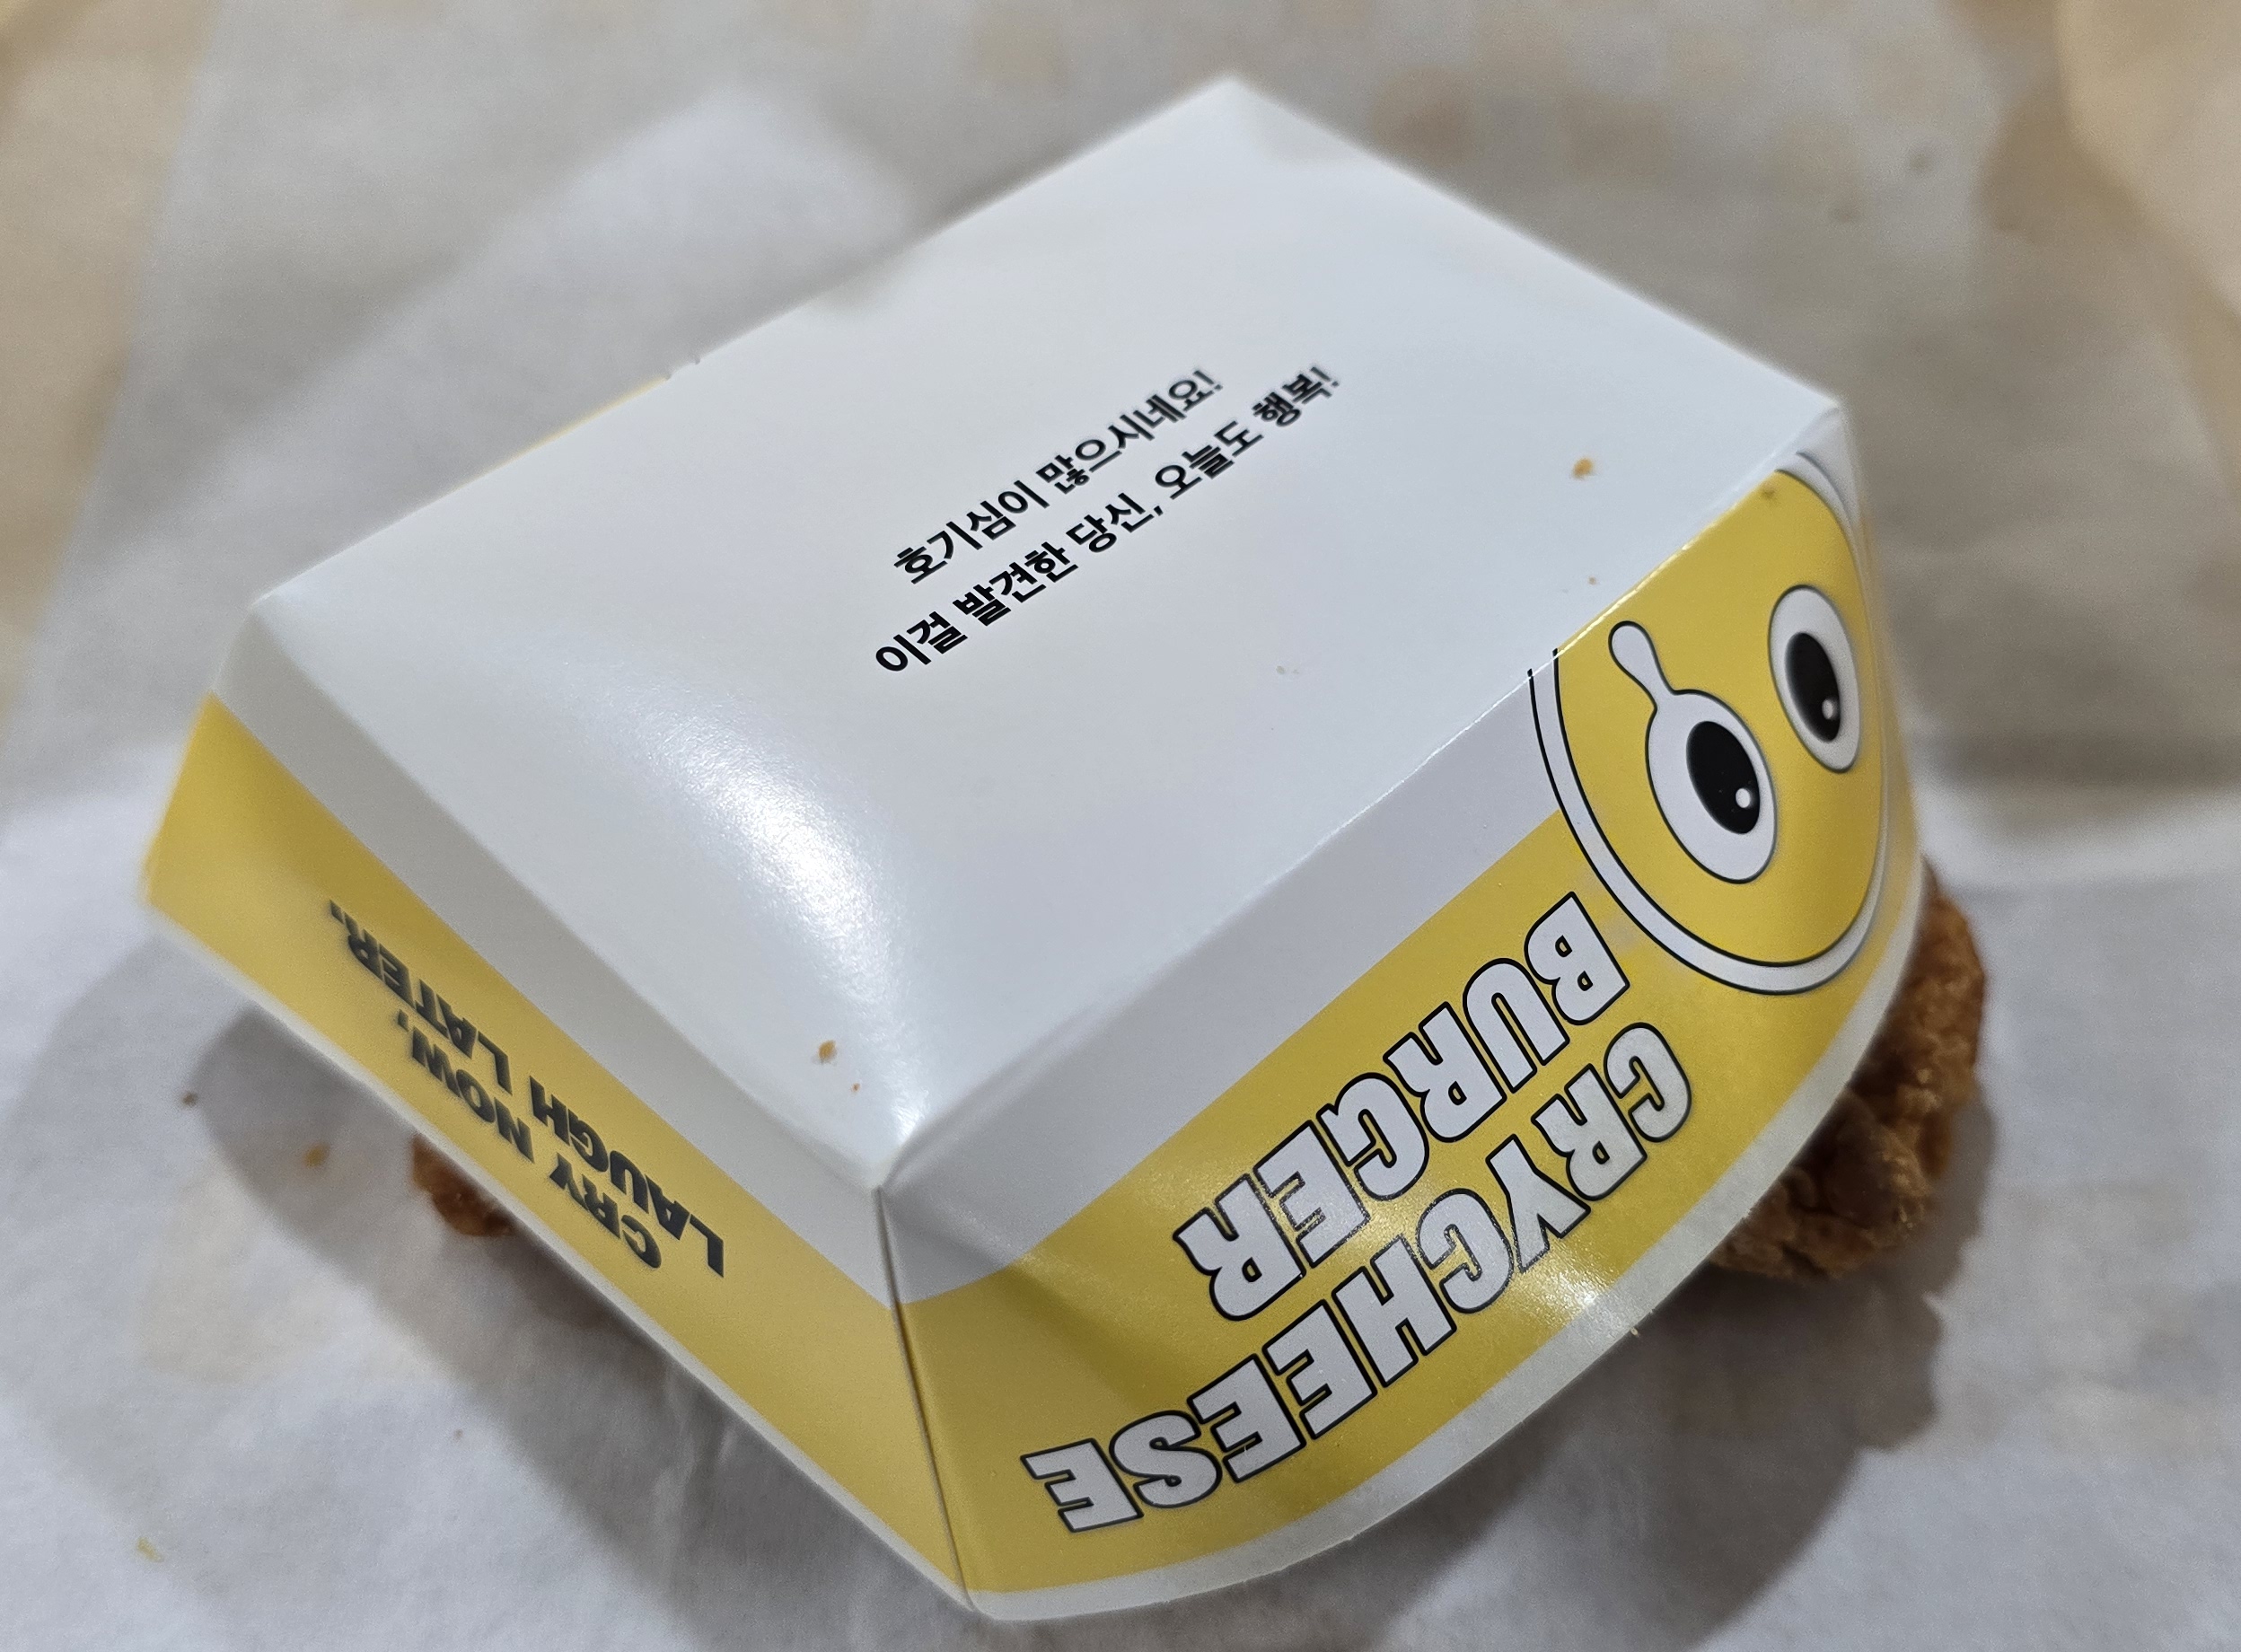 호기심이 많으시네요!
이걸 발견한 당신, 오늘도 행복!
CRYCHEESE
BURGER
CRY NOW,
LAUGH LATER.